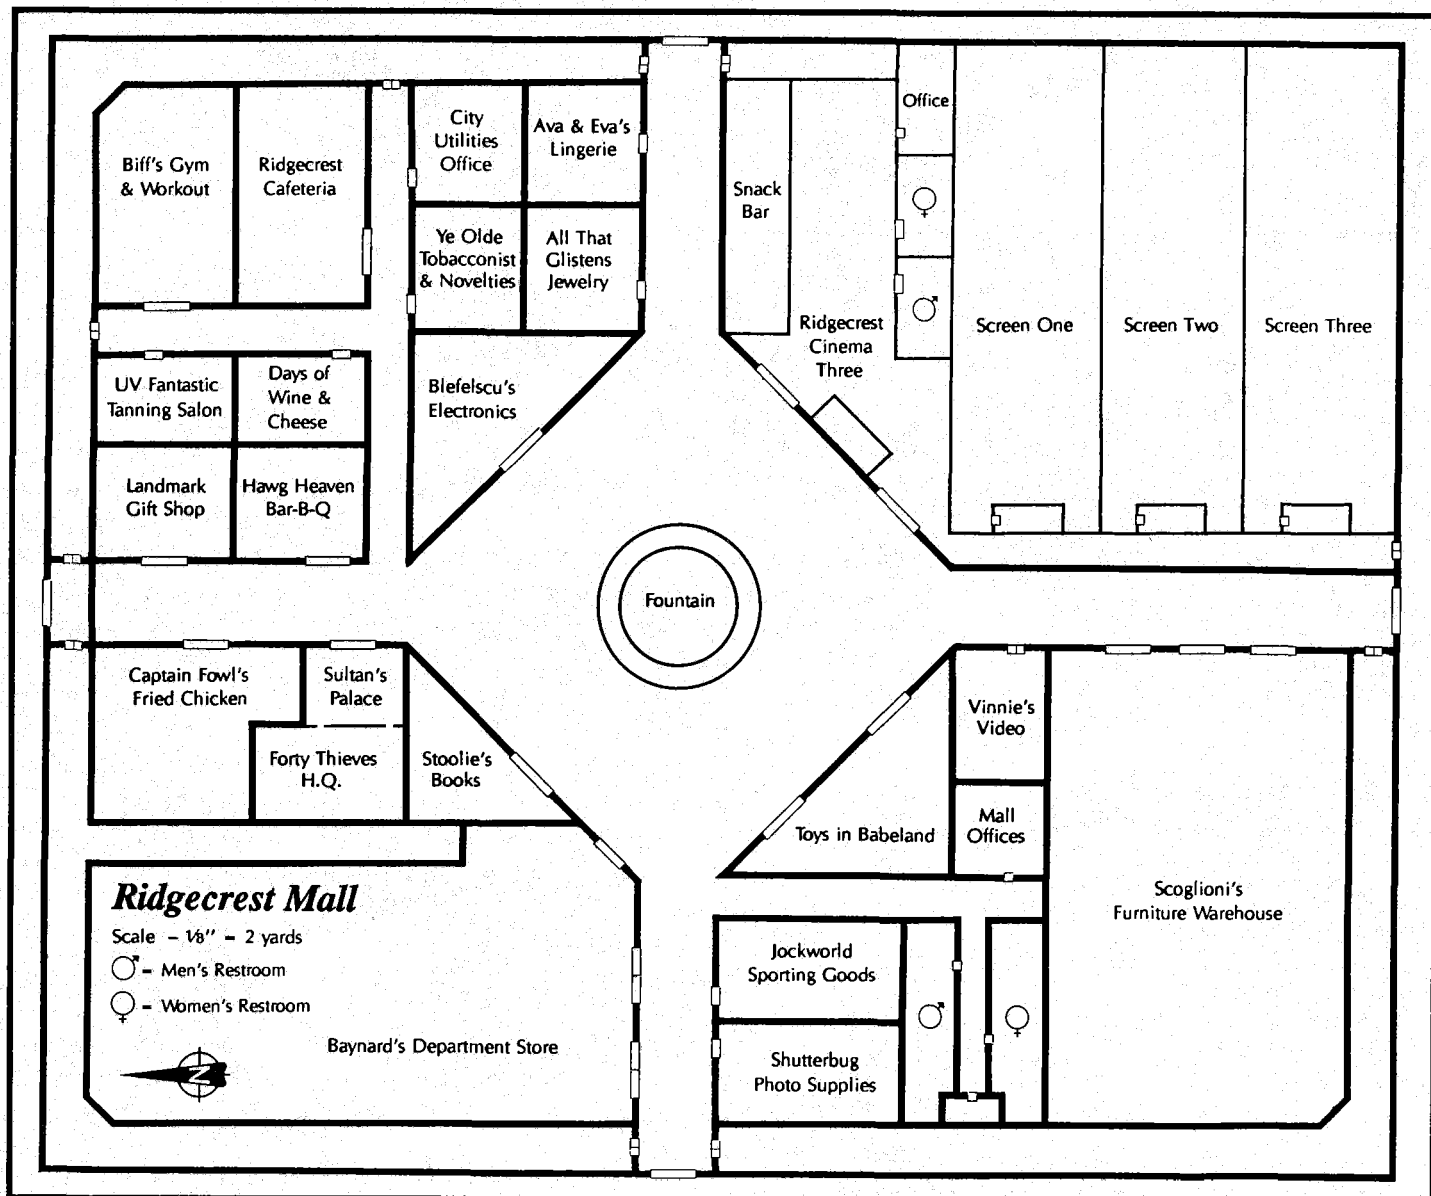 Biff's Gym
& Workout
Ridgecrest
Cafeteria
City
Utilities
Office
Ava & Eva's
Lingerie
Ye Olde
Tobacconist
& Novelties
All That
Glistens
Jewelry
Snack
Bar
Office
Ridgecrest
Cinema
Three
Screen One
Screen Two
Screen Three
UV Fantastic
Tanning Salon
Days of
Wine &
Cheese
Blefelscu's
Electronics
Landmark
Gift Shop
Hawg Heaven
Bar-B-Q
Fountain
Captain Fowl's
Fried Chicken
Sultan's
Palace
Forty Thieves
H.Q.
Stoolie's
Books
Vinnie's
Video
Toys in Babeland
Mall
Offices
Scoglioni's
Furniture Warehouse
Ridgecrest Mall
Scale – 1/8" – 2 yards
♂ – Men's Restroom
♀ – Women's Restroom
N
Baynard's Department Store
Jockworld
Sporting Goods
Shutterbug
Photo Supplies